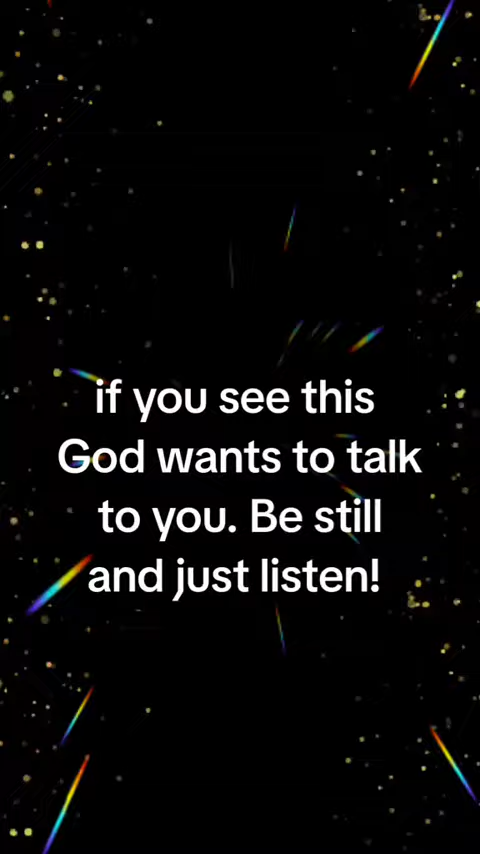 if you see this
God wants to talk
to you. Be still
and just listen!